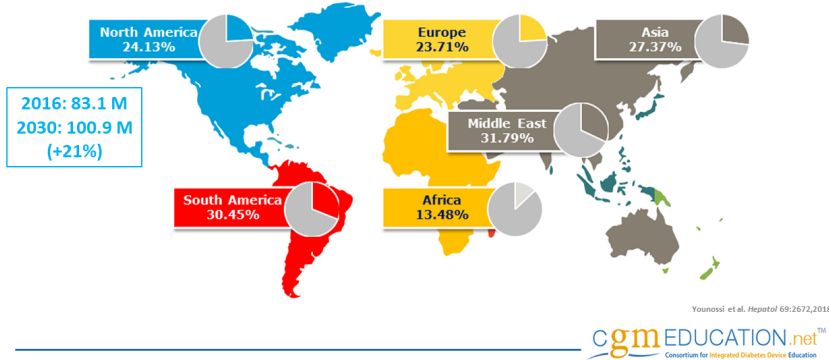 North America
24.13%
Europe
23.71%
Asia
27.37%
2016: 83.1 M
2030: 100.9 M
(+21%)
Middle East
31.79%
South America
30.45%
Africa
13.48%
Younossi et al. Hepatol 69:2672,2018
cgmEDUCATION.net™
Consortium for Integrated Diabetes Device Education